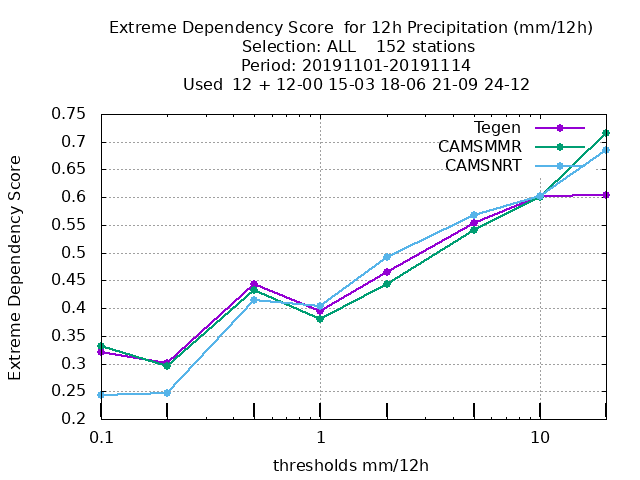 Extreme Dependency Score  for 12h Precipitation (mm/12h)
Selection: ALL    152 stations
Period: 20191101-20191114
Used  12 + 12-00 15-03 18-06 21-09 24-12
Tegen
CAMSMMR
CAMSNRT
0.75
0.7
0.65
0.6
0.55
0.5
0.45
0.4
0.35
0.3
0.25
0.2
Extreme Dependency Score
0.1 1 10
thresholds mm/12h